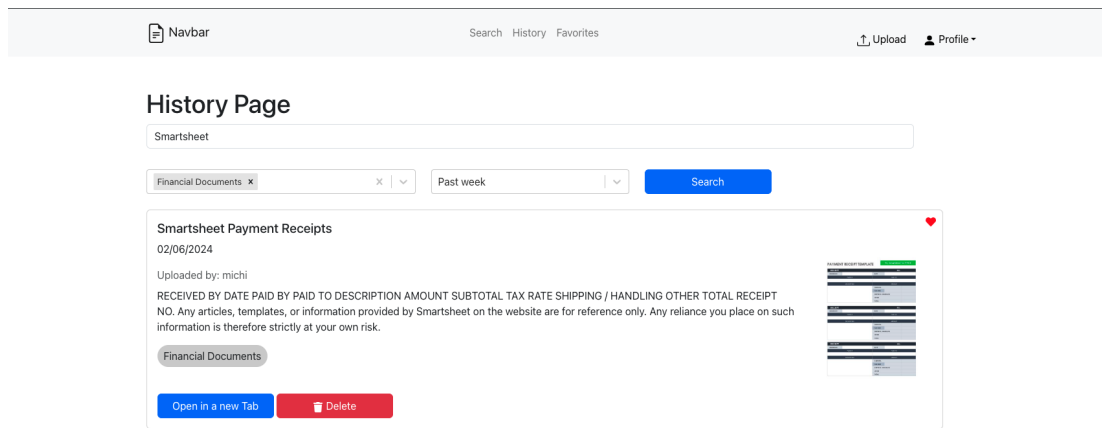 Navbar
Search History Favorites
Upload Profile
History Page
Smartsheet
Financial Documents
Past week
Search
Smartsheet Payment Receipts
02/06/2024
Uploaded by: michi
RECEIVED BY DATE PAID BY PAID TO DESCRIPTION AMOUNT SUBTOTAL TAX RATE SHIPPING / HANDLING OTHER TOTAL RECEIPT
NO. Any articles, templates, or information provided by Smartsheet on the website are for reference only. Any reliance you place on such
information is therefore strictly at your own risk.
PAYMENT RECEIPT TEMPLATE
Financial Documents
Open in a new Tab
Delete